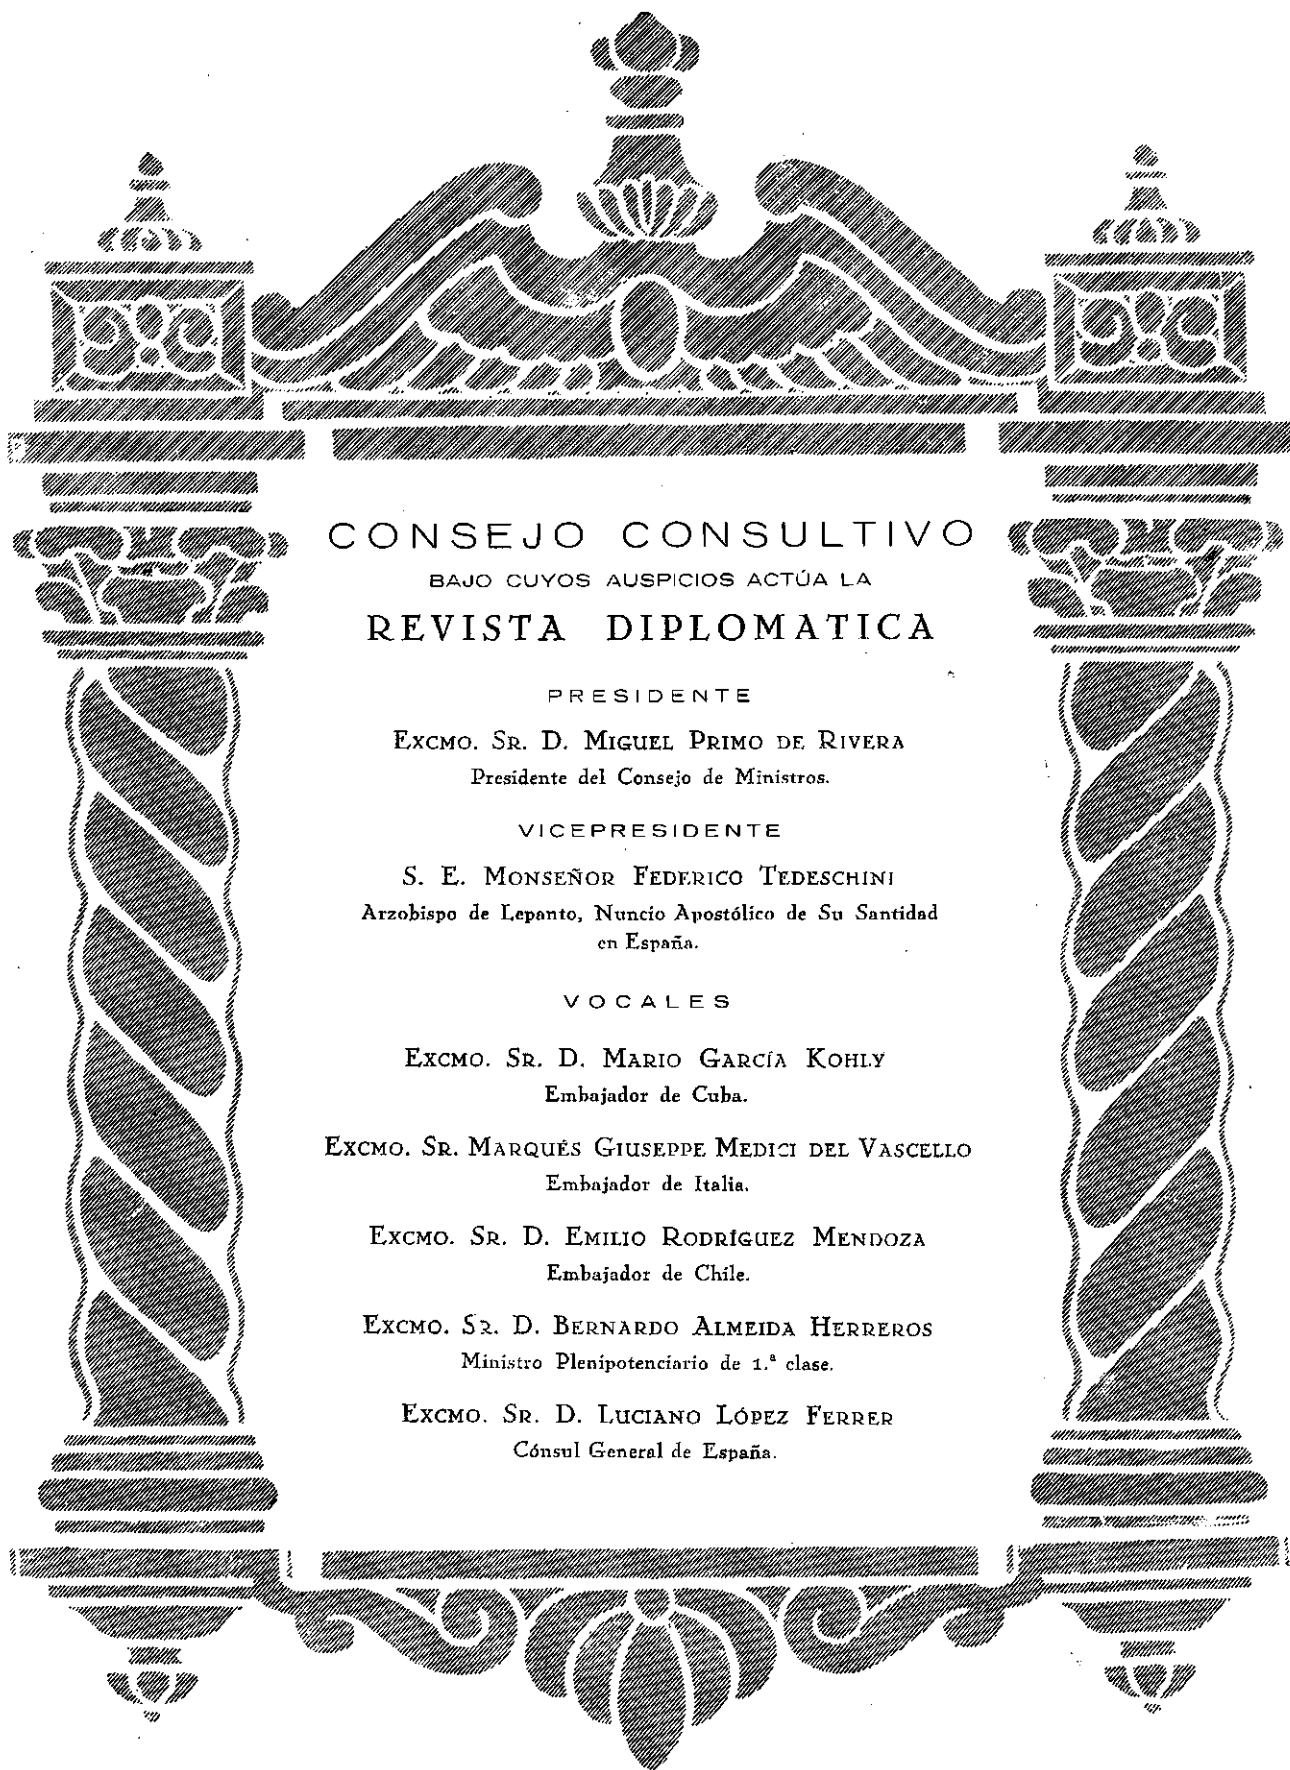 CONSEJO CONSULTIVO
BAJO CUYOS AUSPICIOS ACTÚA LA
REVISTA DIPLOMATICA
PRESIDENTE
EXCMO. SR. D. MIGUEL PRIMO DE RIVERA
Presidente del Consejo de Ministros.
VICEPRESIDENTE
S. E. MONSEÑOR FEDERICO TEDESCHINI
Arzobispo de Lepanto, Nuncio Apostólico de Su Santidad
en España.
VOCALES
EXCMO. SR. D. MARIO GARCÍA KOHLY
Embajador de Cuba.
EXCMO. SR. MARQUÉS GIUSEPPE MEDICI DEL VASCELLO
Embajador de Italia.
EXCMO. SR. D. EMILIO RODRÍGUEZ MENDOZA
Embajador de Chile.
EXCMO. SR. D. BERNARDO ALMEIDA HERREROS
Ministro Plenipotenciario de 1.ª clase.
EXCMO. SR. D. LUCIANO LÓPEZ FERRER
Cónsul General de España.